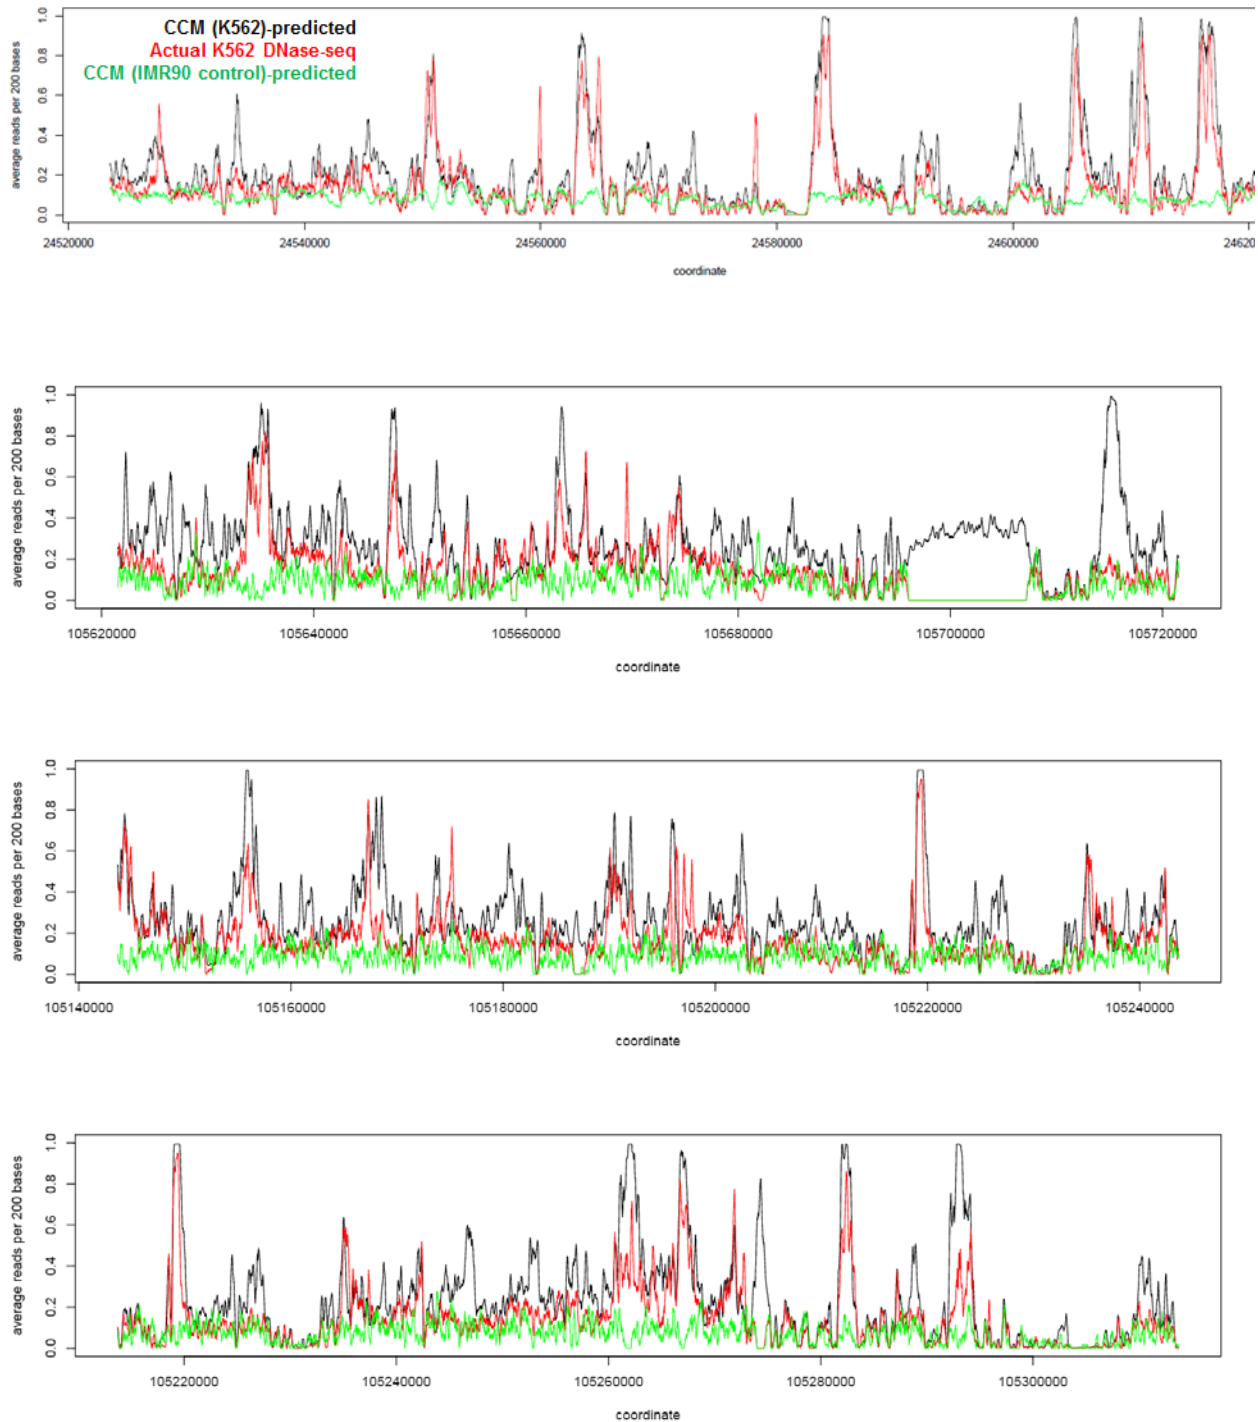 CCM (K562)-predicted
Actual K562 DNase-seq
CCM (IMR90 control)-predicted
average reads per 200 bases
0.0 0.2 0.4 0.6 0.8 1.0
24520000 24540000 24560000 24580000 24600000 24620
coordinate
average reads per 200 bases
0.0 0.2 0.4 0.6 0.8 1.0
105620000 105640000 105660000 105680000 105700000 105720000
coordinate
average reads per 200 bases
0.0 0.2 0.4 0.6 0.8 1.0
105140000 105160000 105180000 105200000 105220000 105240000
coordinate
average reads per 200 bases
0.0 0.2 0.4 0.6 0.8 1.0
105220000 105240000 105260000 105280000 105300000
coordinate